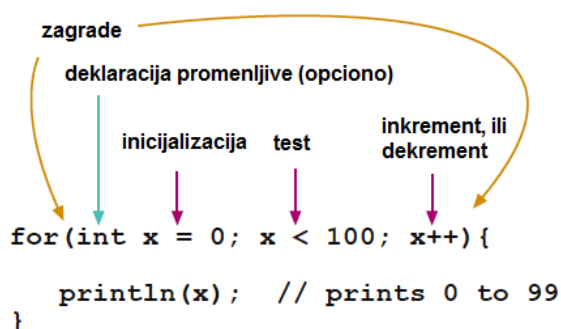 zagrade
deklaracija promenljive (opciono)
inicijalizacija
test
inkrement, ili
dekrement
for(int x = 0; x < 100; x++){
println(x);  // prints 0 to 99
}